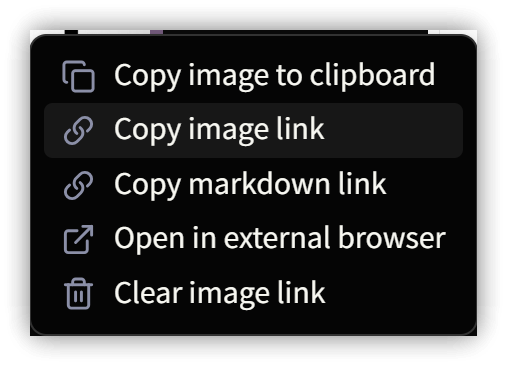 Copy image to clipboard
Copy image link
Copy markdown link
Open in external browser
Clear image link